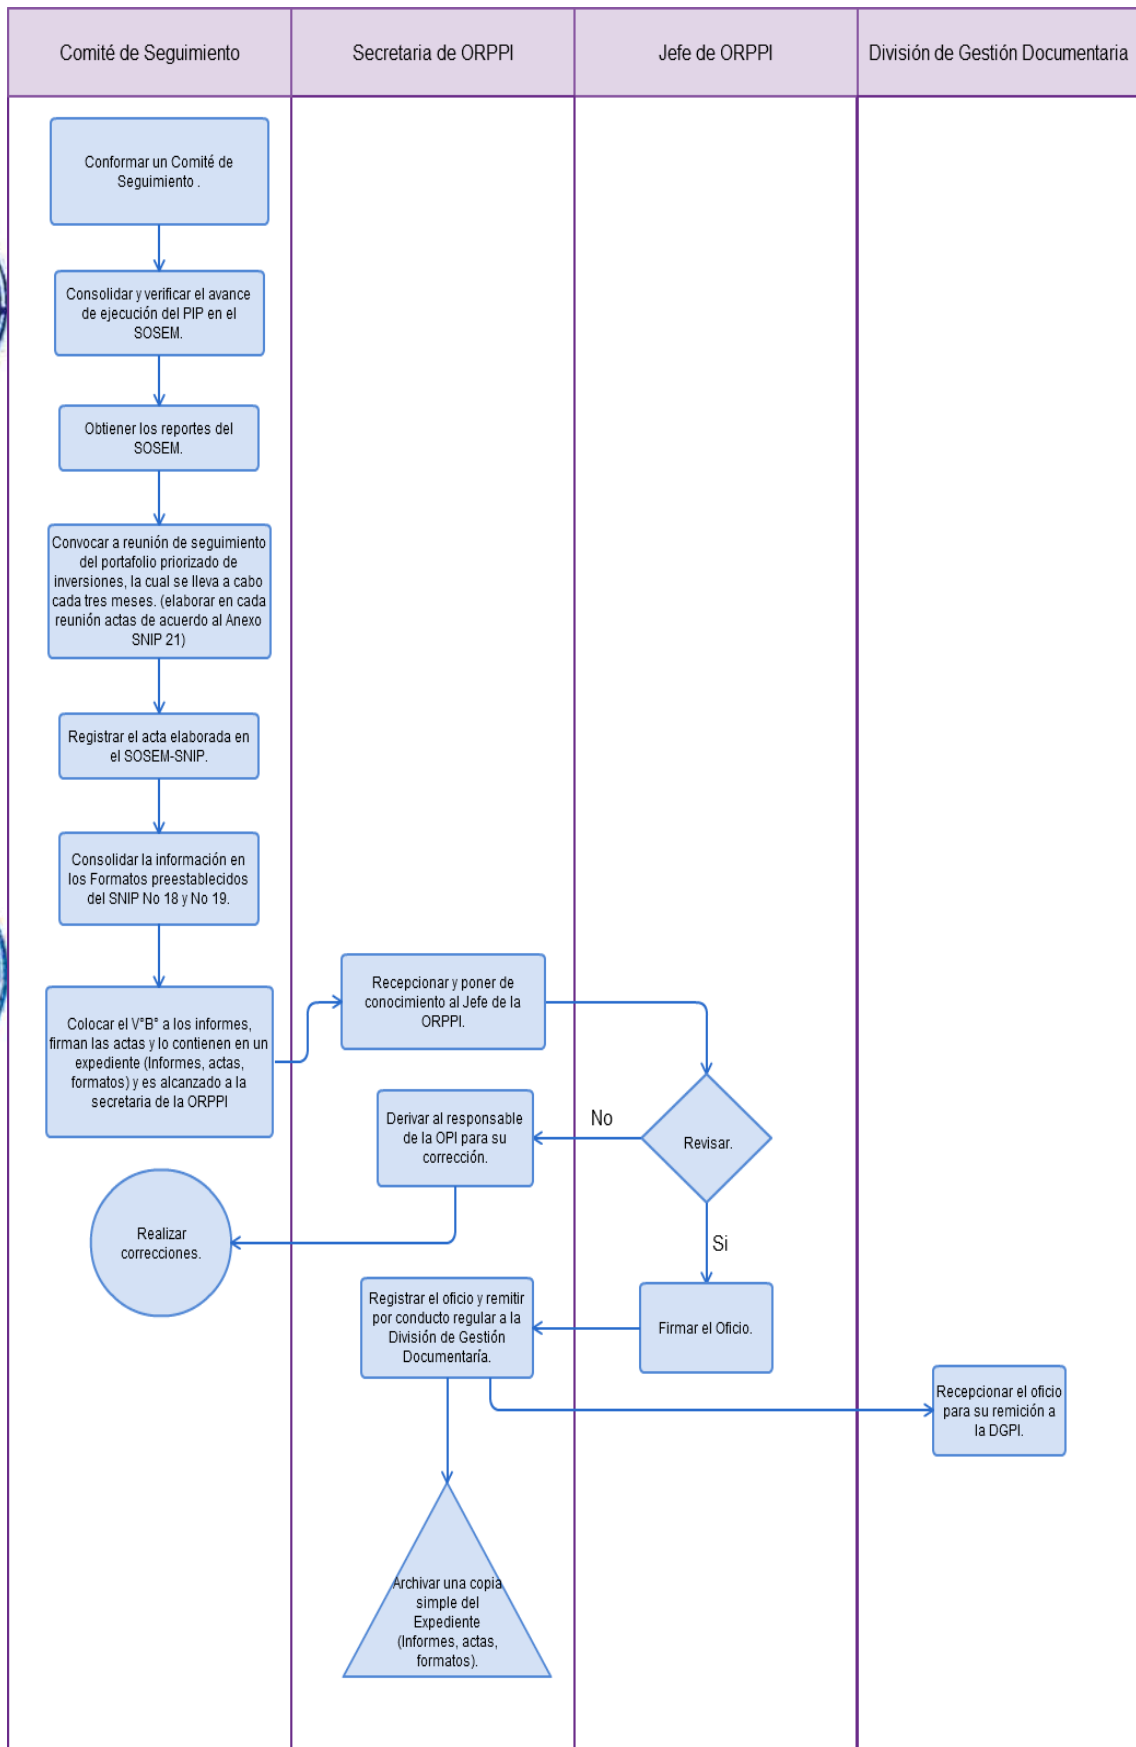 Comité de Seguimiento
Secretaria de ORPPI
Jefe de ORPPI
División de Gestión Documentaria
Conformar un Comité de
Seguimiento .
Consolidar y verificar el avance
de ejecución del PIP en el
SOSEM.
Obtiener los reportes del
SOSEM.
Convocar a reunión de seguimiento
del portafolio priorizado de
inversiones, la cual se lleva a cabo
cada tres meses. (elaborar en cada
reunión actas de acuerdo al Anexo
SNIP 21)
Registrar el acta elaborada en
el SOSEM-SNIP.
Consolidar la información en
los Formatos preestablecidos
del SNIP No 18 y No 19.
Colocar el V°B° a los informes,
firman las actas y lo contienen en un
expediente (Informes, actas,
formatos) y es alcanzado a la
secretaria de la ORPPI
Recepcionar y poner de
conocimiento al Jefe de la
ORPPI.
Revisar.
No
Derivar al responsable
de la OPI para su
corrección.
Realizar
correcciones.
Si
Firmar el Oficio.
Registrar el oficio y remitir
por conducto regular a la
División de Gestión
Documentaría.
Recepcionar el oficio
para su remición a
la DGPI.
Archivar una copia
simple del
Expediente
(Informes, actas,
formatos).